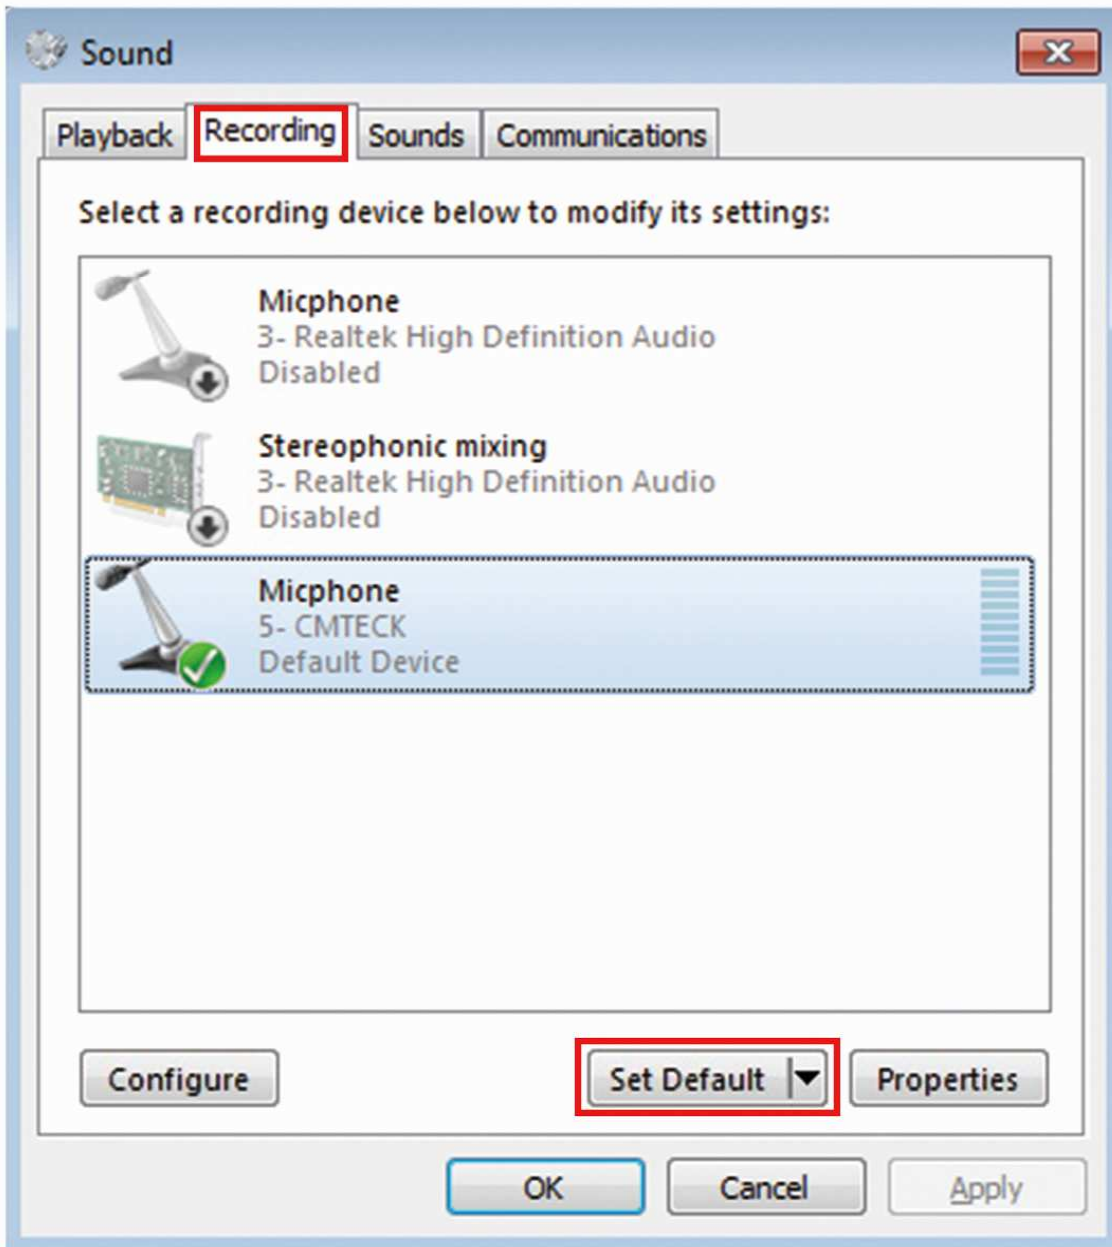 Sound
Playback Recording Sounds Communications
Select a recording device below to modify its settings:
Micphone
3- Realtek High Definition Audio
Disabled
Stereophonic mixing
3- Realtek High Definition Audio
Disabled
Micphone
5- CMTECK
Default Device
Configure Set Default Properties
OK Cancel Apply